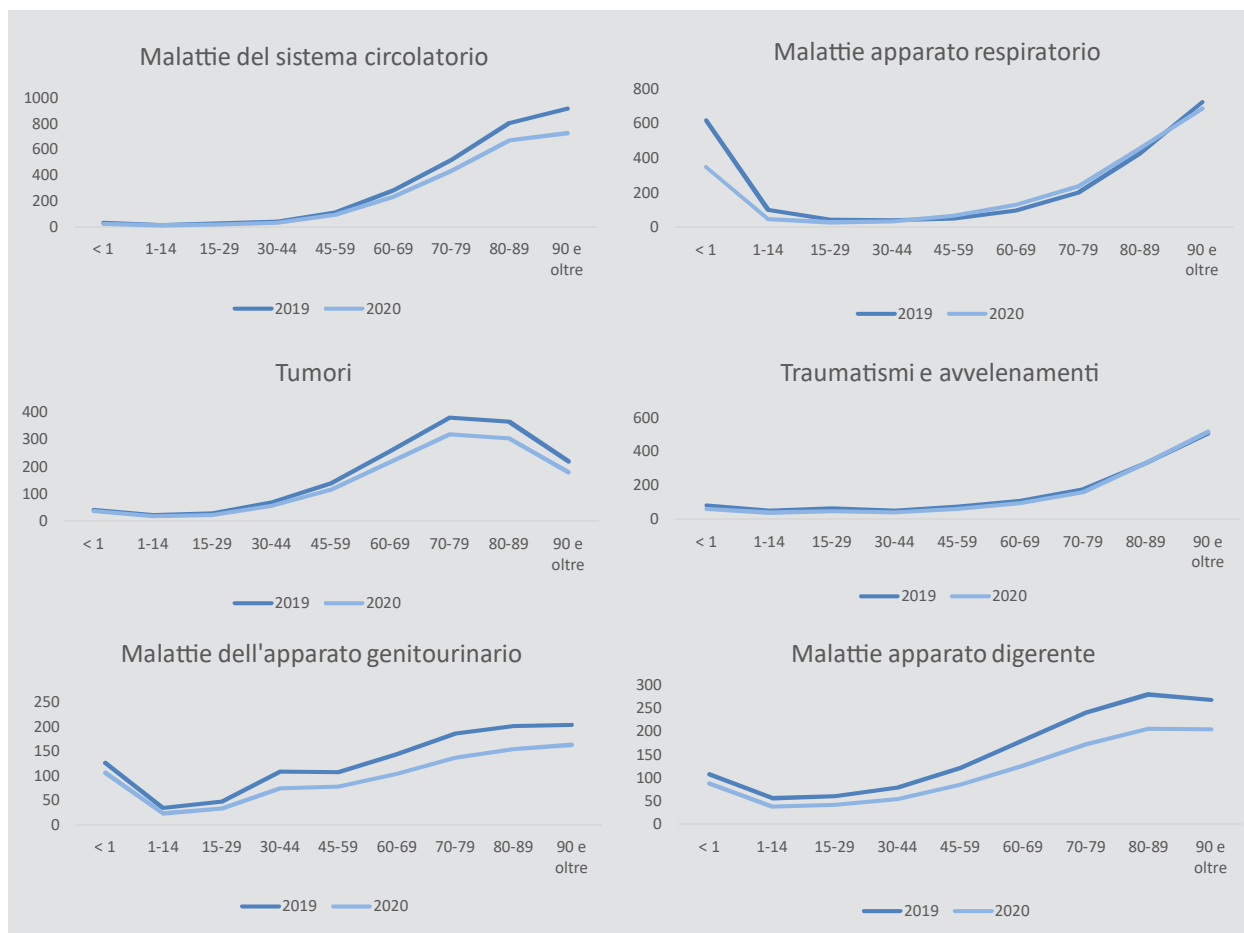 Malattie del sistema circolatorio
1000
800
600
400
200
0
< 1 1-14 15-29 30-44 45-59 60-69 70-79 80-89 90 e
oltre
2019 2020
Malattie apparato respiratorio
800
600
400
200
0
< 1 1-14 15-29 30-44 45-59 60-69 70-79 80-89 90 e
oltre
2019 2020
Tumori
400
300
200
100
0
< 1 1-14 15-29 30-44 45-59 60-69 70-79 80-89 90 e
oltre
2019 2020
Traumatismi e avvelenamenti
600
400
200
0
< 1 1-14 15-29 30-44 45-59 60-69 70-79 80-89 90 e
oltre
2019 2020
Malattie dell'apparato genitourinario
250
200
150
100
50
0
< 1 1-14 15-29 30-44 45-59 60-69 70-79 80-89 90 e
oltre
2019 2020
Malattie apparato digerente
300
250
200
150
100
50
0
< 1 1-14 15-29 30-44 45-59 60-69 70-79 80-89 90 e
oltre
2019 2020